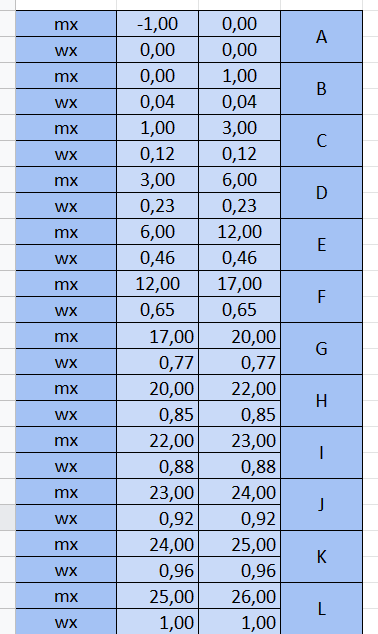 mx -1,00 0,00 A
wx 0,00 0,00
mx 0,00 1,00 B
wx 0,04 0,04
mx 1,00 3,00 C
wx 0,12 0,12
mx 3,00 6,00 D
wx 0,23 0,23
mx 6,00 12,00 E
wx 0,46 0,46
mx 12,00 17,00 F
wx 0,65 0,65
mx 17,00 20,00 G
wx 0,77 0,77
mx 20,00 22,00 H
wx 0,85 0,85
mx 22,00 23,00 I
wx 0,88 0,88
mx 23,00 24,00 J
wx 0,92 0,92
mx 24,00 25,00 K
wx 0,96 0,96
mx 25,00 26,00 L
wx 1,00 1,00